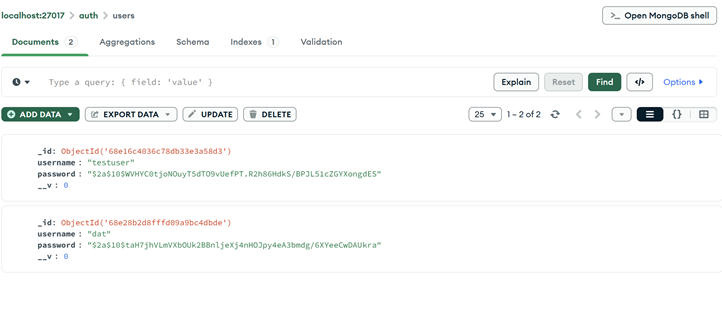 localhost:27017 > auth > users
>_ Open MongoDB shell
Documents 2 Aggregations Schema Indexes 1 Validation
Type a query: { field: 'value' }
Explain Reset Find </> Options
ADD DATA EXPORT DATA UPDATE DELETE 25 1 – 2 of 2 {}
_id: ObjectId('68e16c4036c78db33e3a58d3')
username : "testuser"
password : "$2a$10$WVHYC0tjoNOuyT5dTO9vUefPT.R2h86HdkS/BPJL51cZGYXongdES"
__v : 0
_id: ObjectId('68e28b2d8fffd09a9bc4dbde')
username : "dat"
password : "$2a$10$taH7jhVLmVXbOUk2BBnljeXj4nHOJpy4eA3bmdg/6XYeeCwDAUkra"
__v : 0